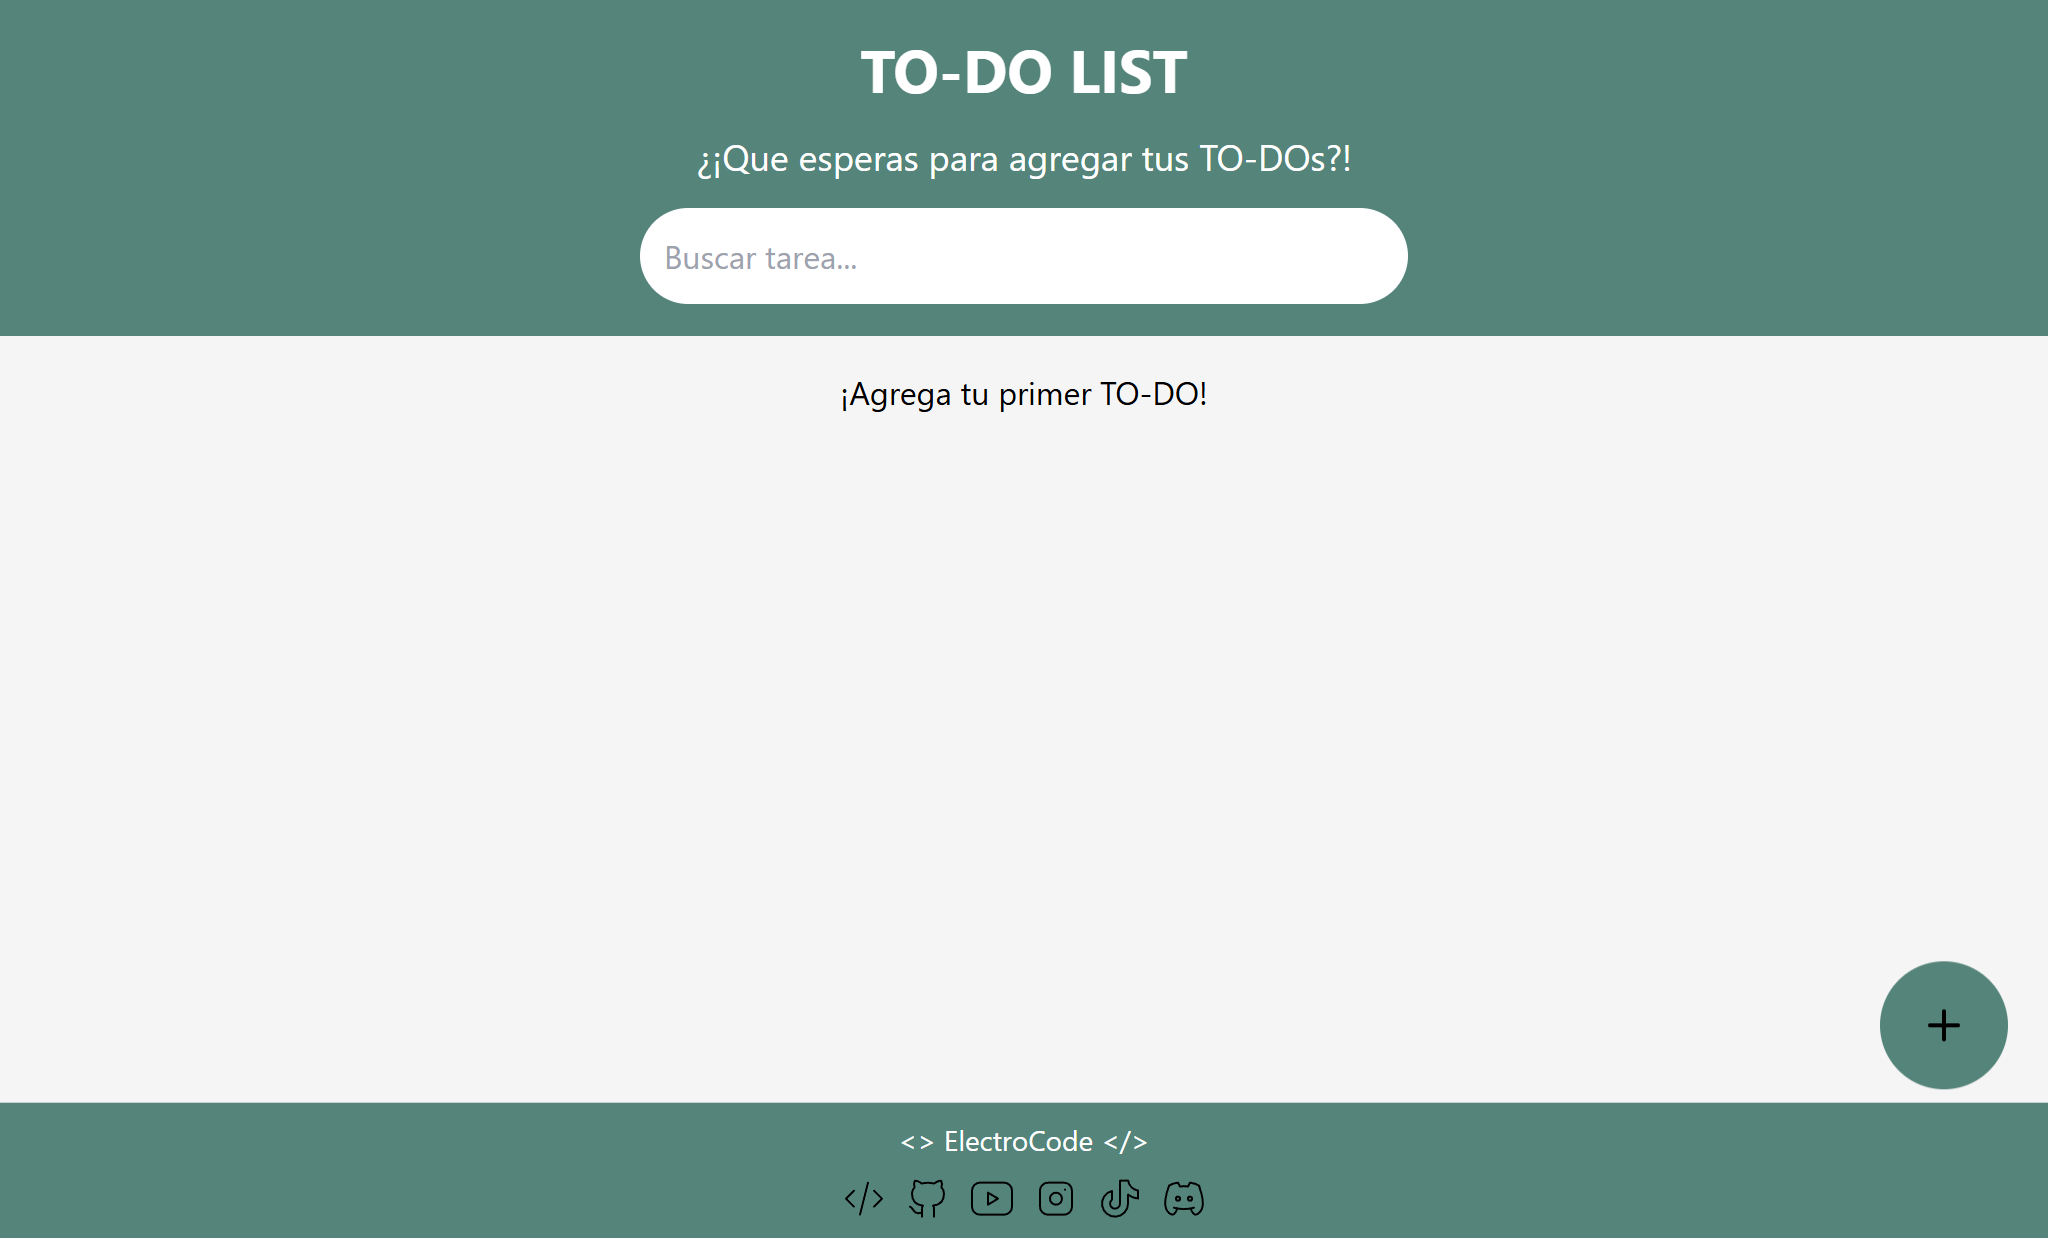 TO-DO LIST
¿¡Que esperas para agregar tus TO-DOs?!
Buscar tarea...
¡Agrega tu primer TO-DO!
<> ElectroCode </>